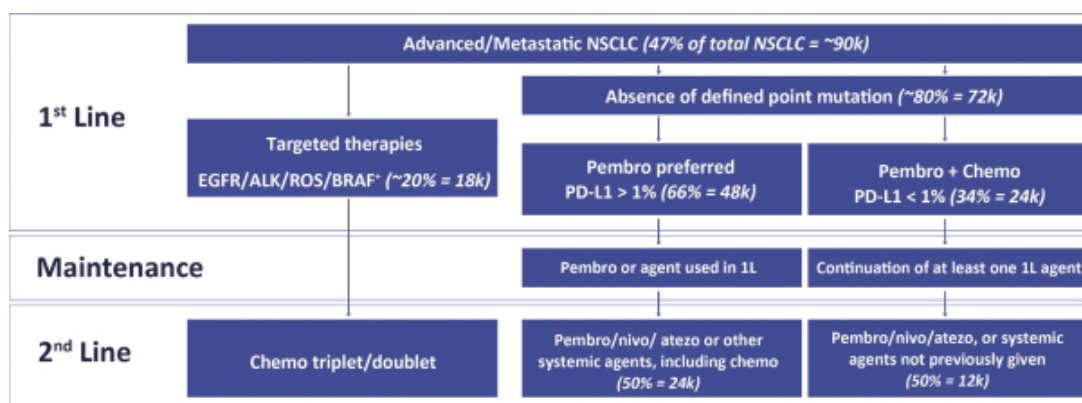 Advanced/Metastatic NSCLC (47% of total NSCLC = ~90k)
1st Line
Absence of defined point mutation (~80% = 72k)
Targeted therapies
EGFR/ALK/ROS/BRAF+ (~20% = 18k)
Pembro preferred
PD-L1 > 1% (66% = 48k)
Pembro + Chemo
PD-L1 < 1% (34% = 24k)
Maintenance
Pembro or agent used in 1L
Continuation of at least one 1L agent
2nd Line
Chemo triplet/doublet
Pembro/nivo/ atezo or other
systemic agents, including chemo
(50% = 24k)
Pembro/nivo/atezo, or systemic
agents not previously given
(50% = 12k)